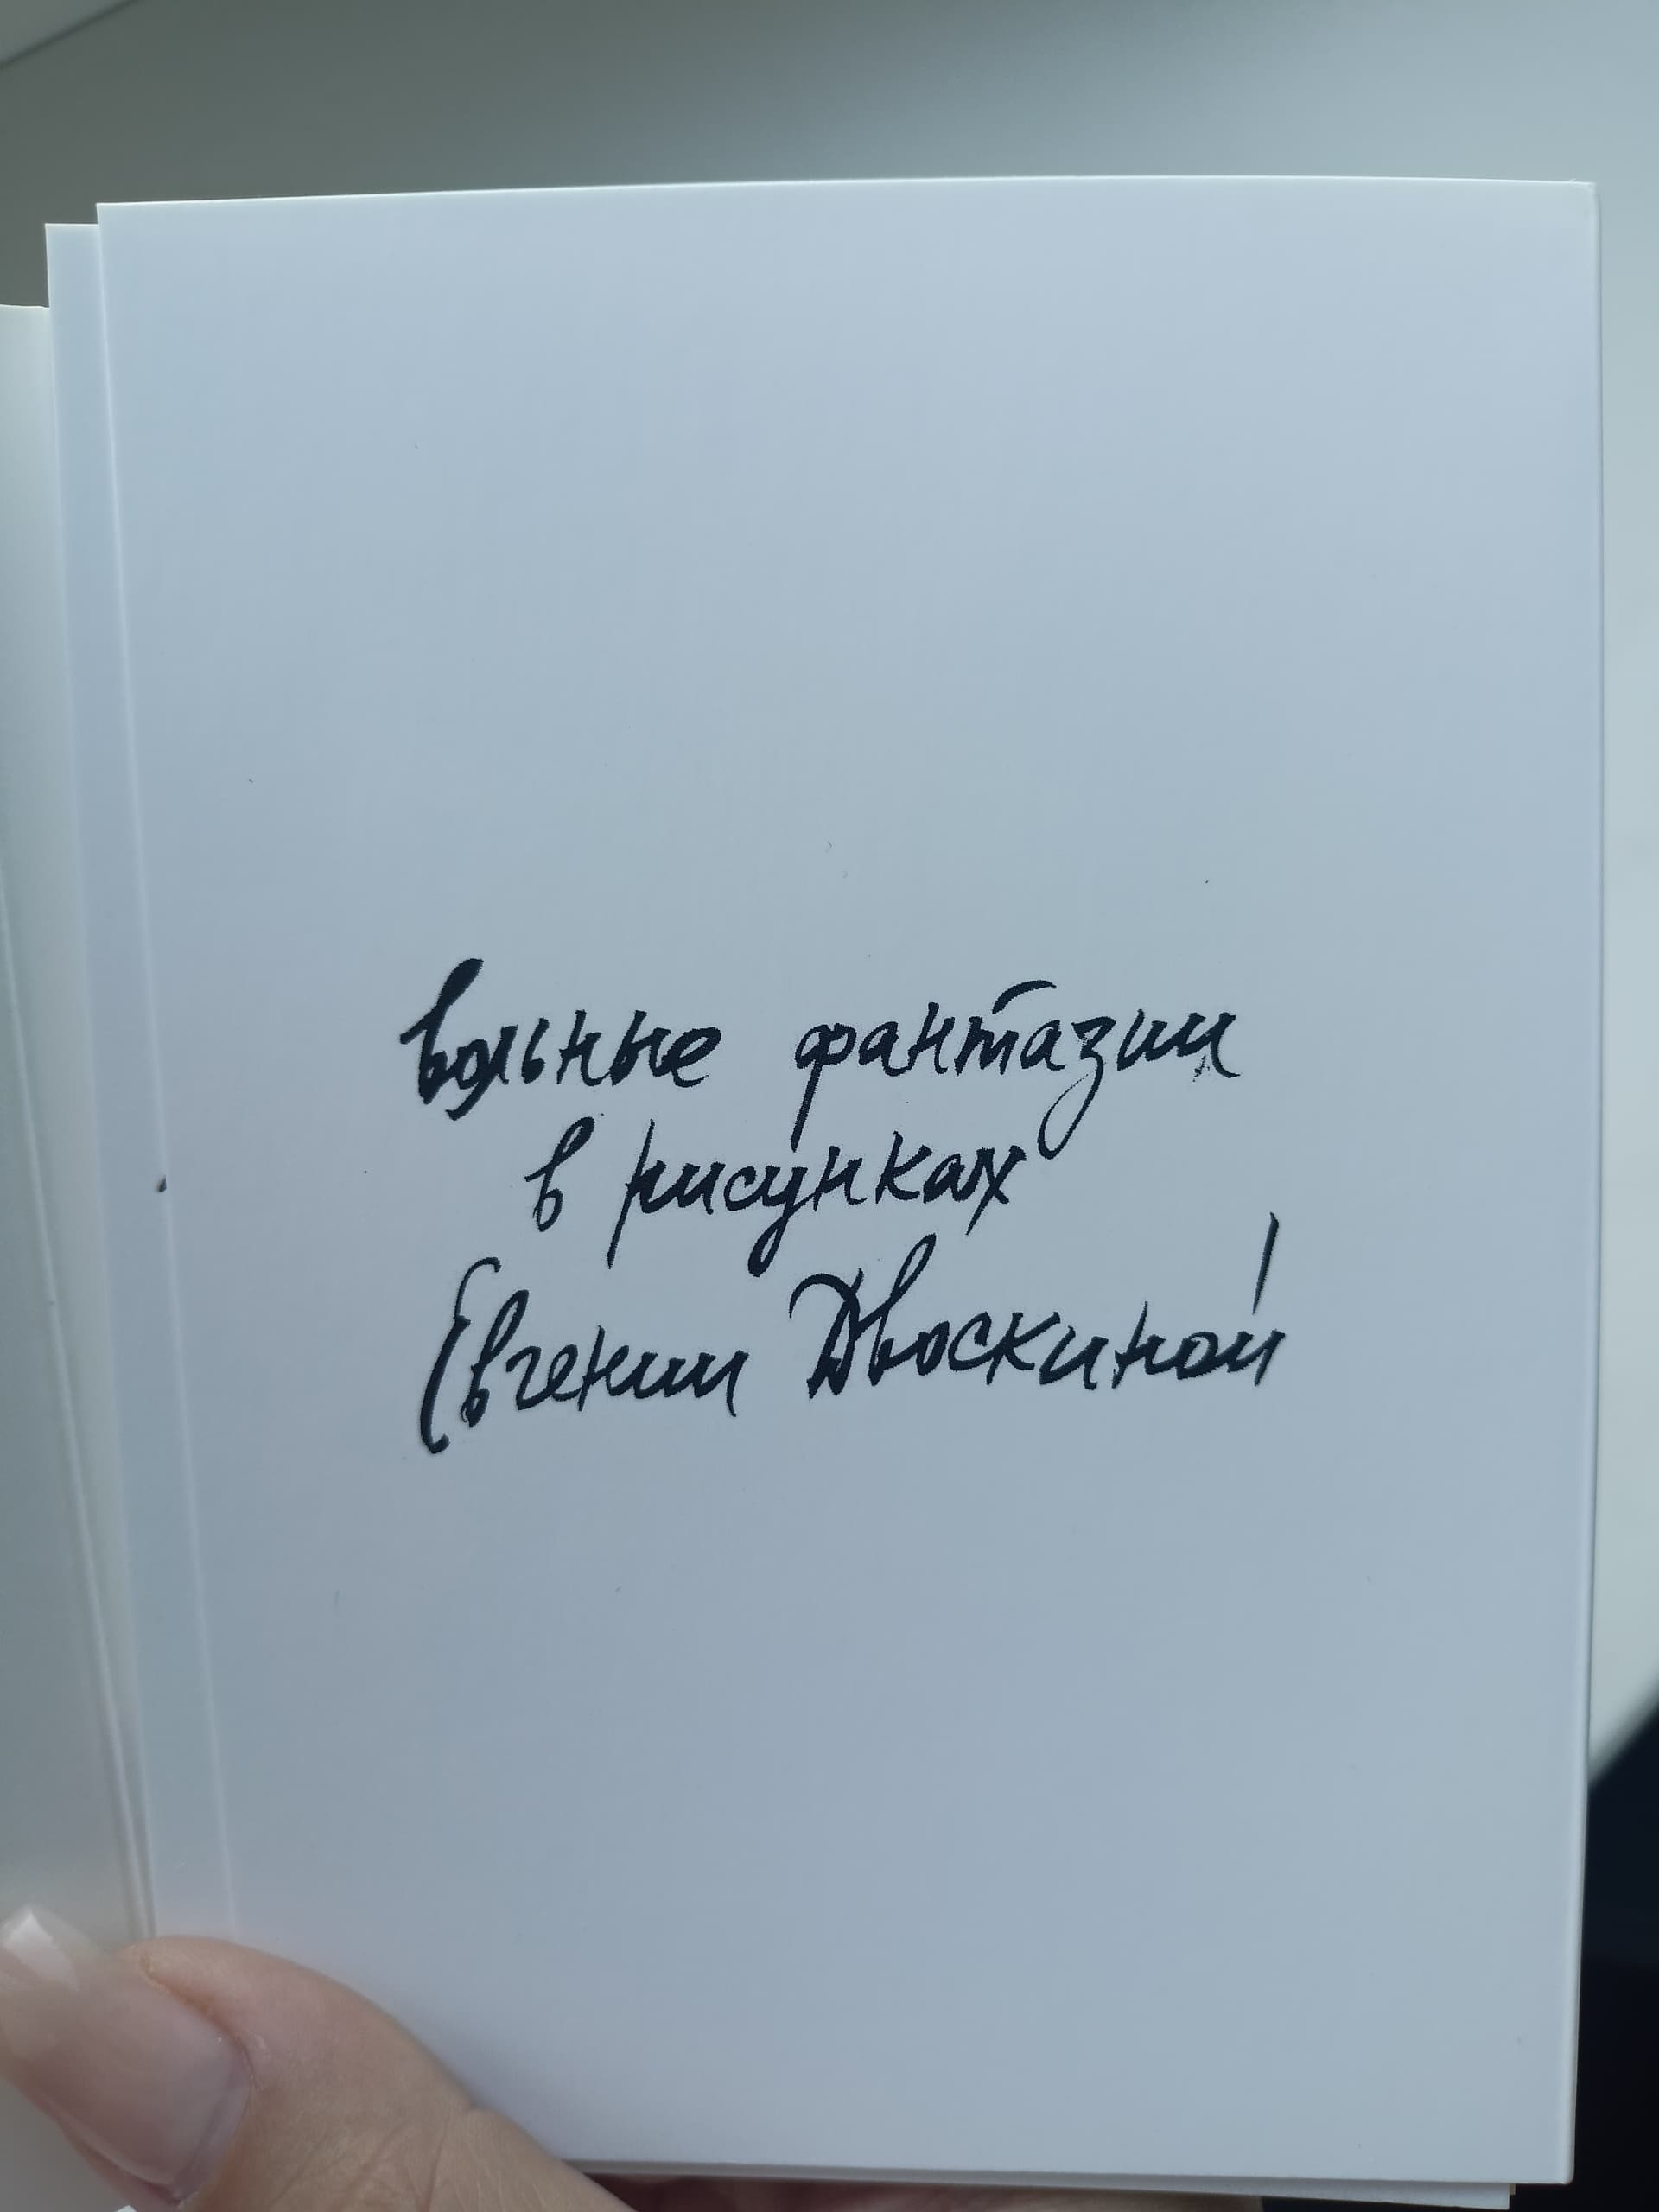 вольные фантазии
в рисунках
Евгении Двоскиной